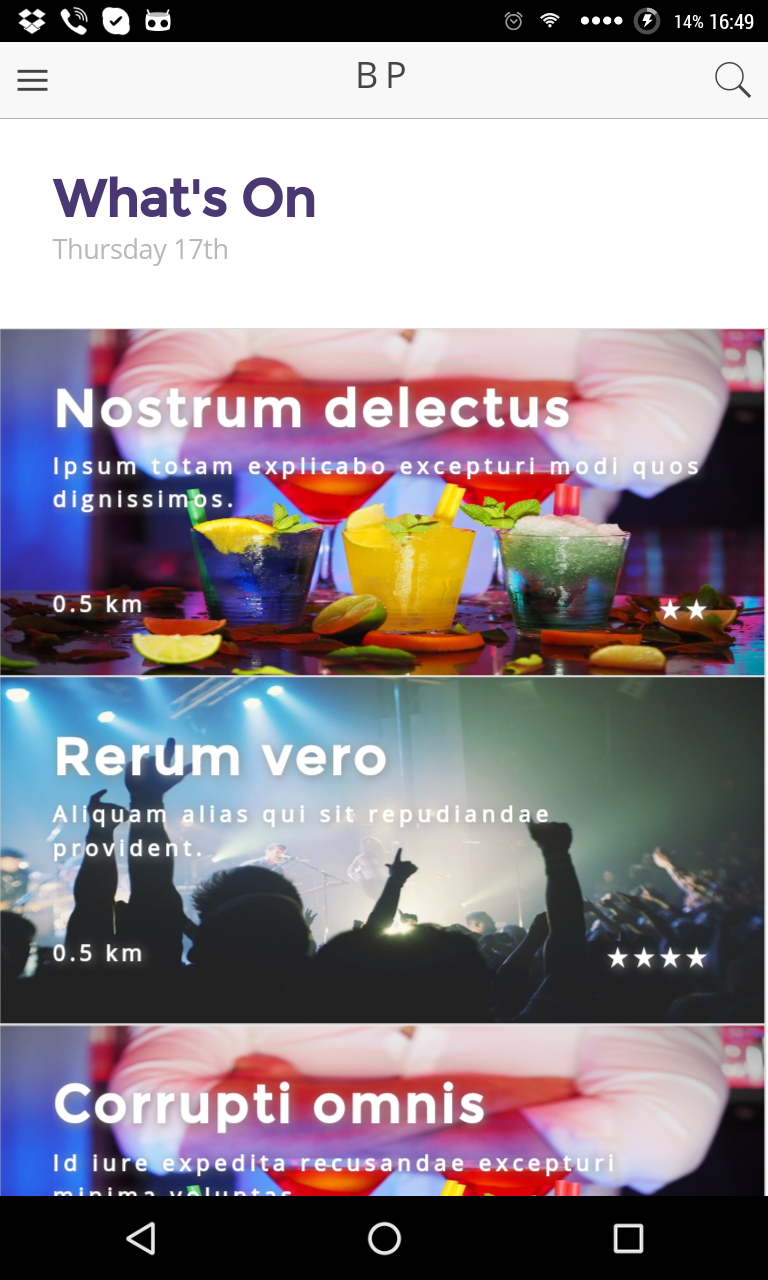 14% 16:49
BP
What's On
Thursday 17th
Nostrum delectus
Ipsum totam explicabo excepturi modi quos
dignissimos.
0.5 km ★★
Rerum vero
Aliquam alias qui sit repudiandae
provident.
0.5 km ★★★★
Corrupti omnis
Id iure expedita recusandae excepturi
minima voluptas